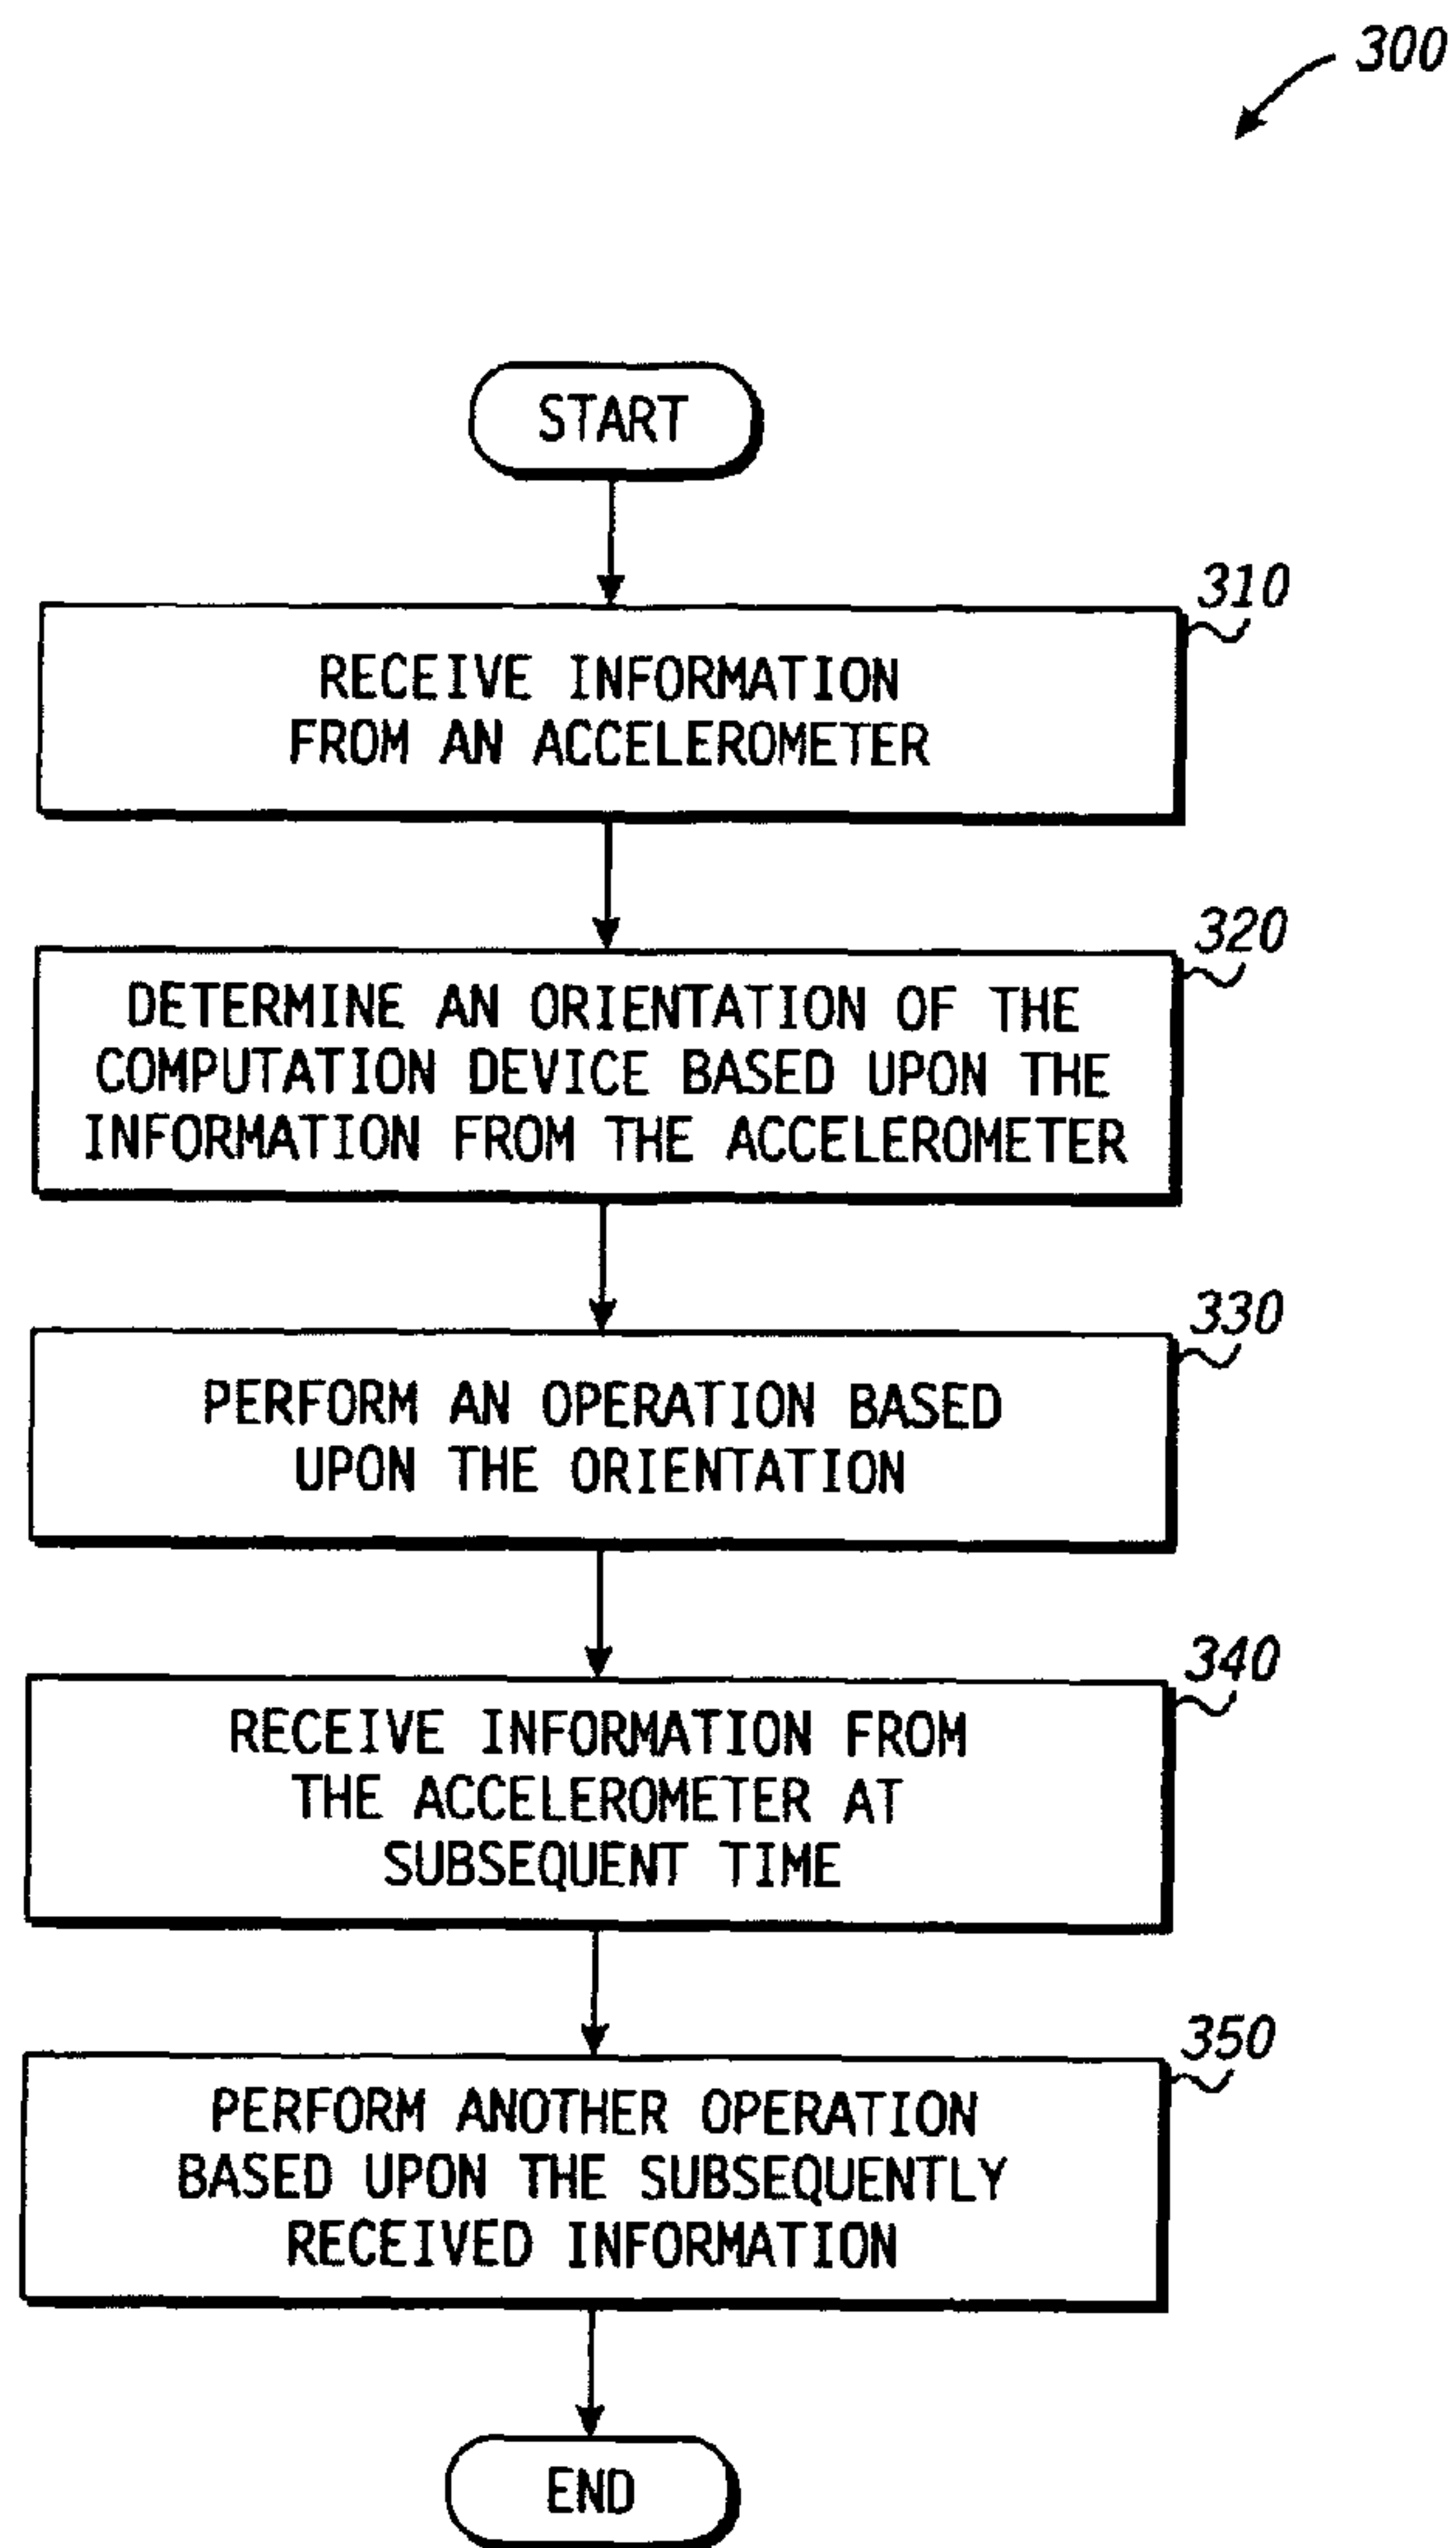 300
START
310
RECEIVE INFORMATION
FROM AN ACCELEROMETER
320
DETERMINE AN ORIENTATION OF THE
COMPUTATION DEVICE BASED UPON THE
INFORMATION FROM THE ACCELEROMETER
330
PERFORM AN OPERATION BASED
UPON THE ORIENTATION
340
RECEIVE INFORMATION FROM
THE ACCELEROMETER AT
SUBSEQUENT TIME
350
PERFORM ANOTHER OPERATION
BASED UPON THE SUBSEQUENTLY
RECEIVED INFORMATION
END